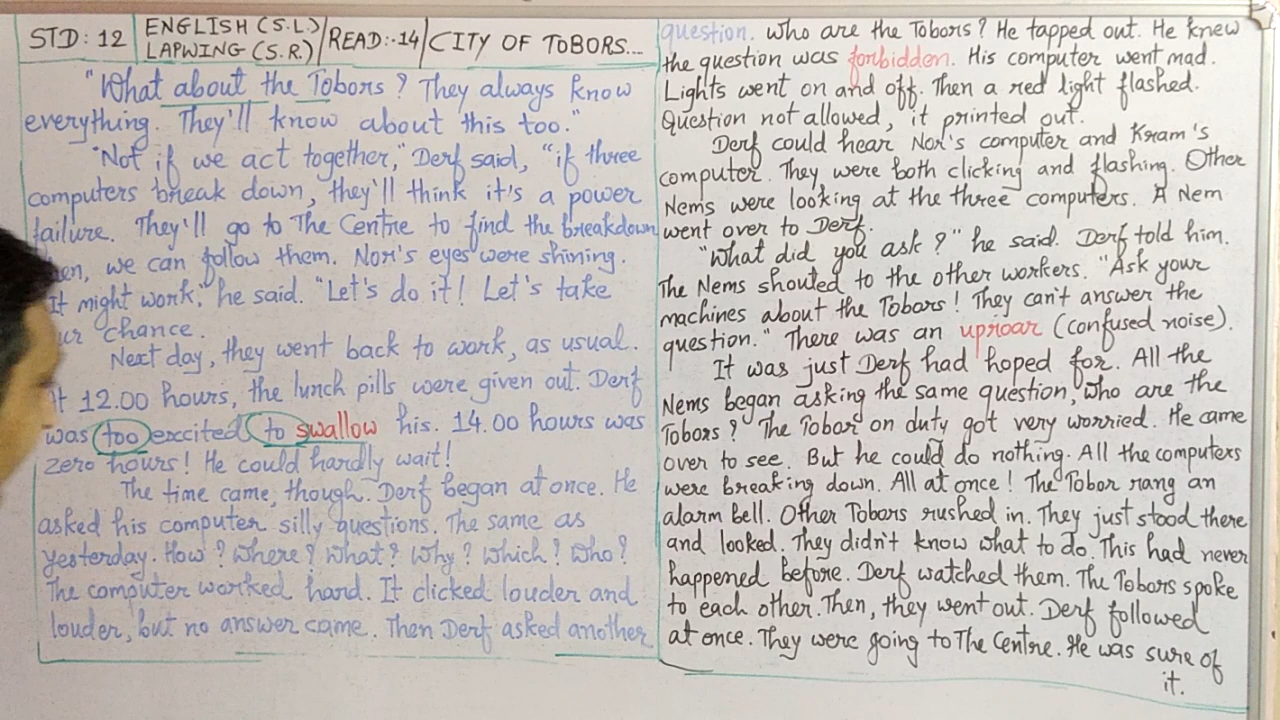 STD: 12
ENGLISH (S.L.)
LAPWING (S.R.)
READ:-14
CITY OF TOBORS...
"What about the Tobors? They always know
everything. They'll know about this too."
"Not if we act together," Derf said, "if three
computers break down, they'll think it's a power
failure. They'll go to The Centre to find the breakdown
we can follow them. Nor's eyes were shining.
It might work," he said. "Let's do it! Let's take
chance.
Next day, they went back to work, as usual.
At 12.00 hours, the lunch pills were given out. Derf
was too excited to swallow his. 14.00 hours was
zero hours! He could hardly wait!
The time came, though. Derf began at once. He
asked his computer silly questions. The same as
yesterday. How? Where? What? Why? Which? Who?
The computer worked hard. It clicked louder and
louder, but no answer came. Then Derf asked another
question. Who are the Tobors? He tapped out. He knew
the question was forbidden. His computer went mad.
Lights went on and off. Then a red light flashed.
Question not allowed, it printed out.
Derf could hear Nor's computer and Kram's
computer. They were both clicking and flashing. Other
Nems were looking at the three computers. A Nem
went over to Derf.
"What did you ask?" he said. Derf told him.
The Nems shouted to the other workers. "Ask your
machines about the Tobors! They can't answer the
question." There was an uproar (confused noise).
It was just Derf had hoped for. All the
Nems began asking the same question, Who are the
Tobors? The Tobor on duty got very worried. He came
over to see. But he could do nothing. All the computers
were breaking down. All at once! The Tobor rang an
alarm bell. Other Tobors rushed in. They just stood there
and looked. They didn't know what to do. This had never
happened before. Derf watched them. The Tobors spoke
to each other. Then, they went out. Derf followed
at once. They were going to The Centre. He was sure of
it.